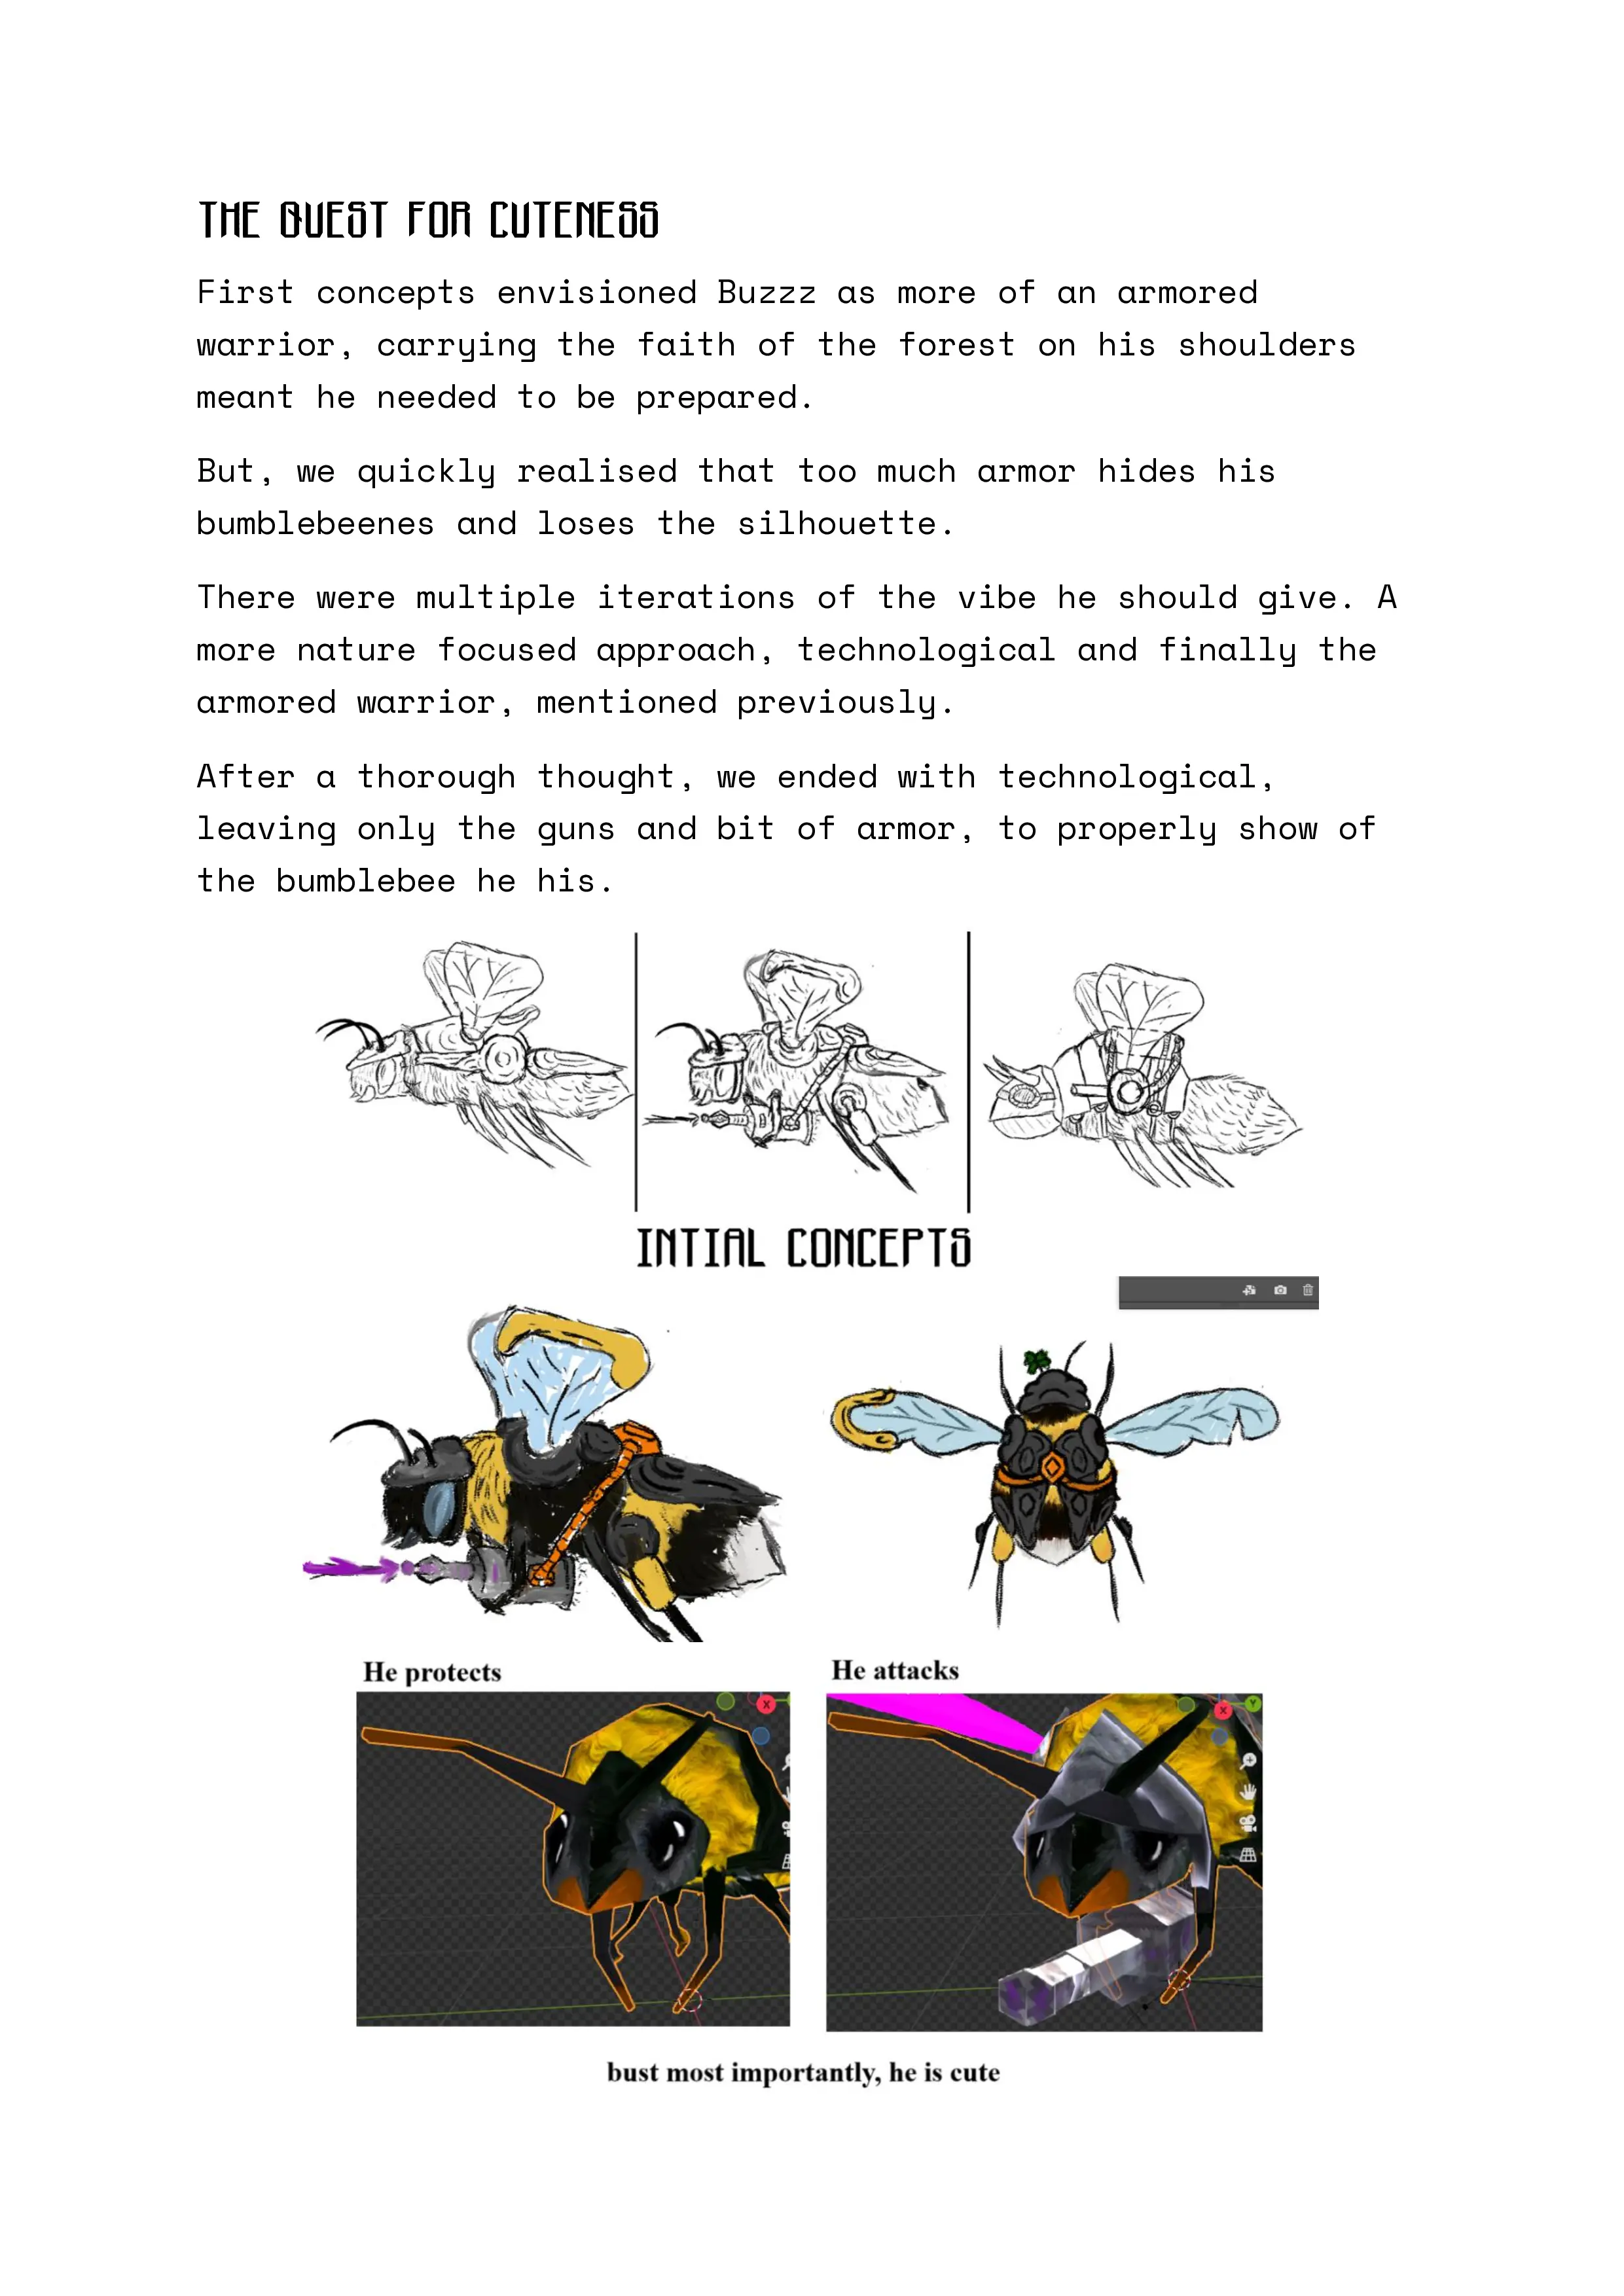 THE QUEST FOR CUTENESS
First concepts envisioned Buzzz as more of an armored
warrior, carrying the faith of the forest on his shoulders
meant he needed to be prepared.
But, we quickly realised that too much armor hides his
bumblebeenes and loses the silhouette.
There were multiple iterations of the vibe he should give. A
more nature focused approach, technological and finally the
armored warrior, mentioned previously.
After a thorough thought, we ended with technological,
leaving only the guns and bit of armor, to properly show of
the bumblebee he his.
INTIAL CONCEPTS
He protects
He attacks
X
X
Y
bust most importantly, he is cute